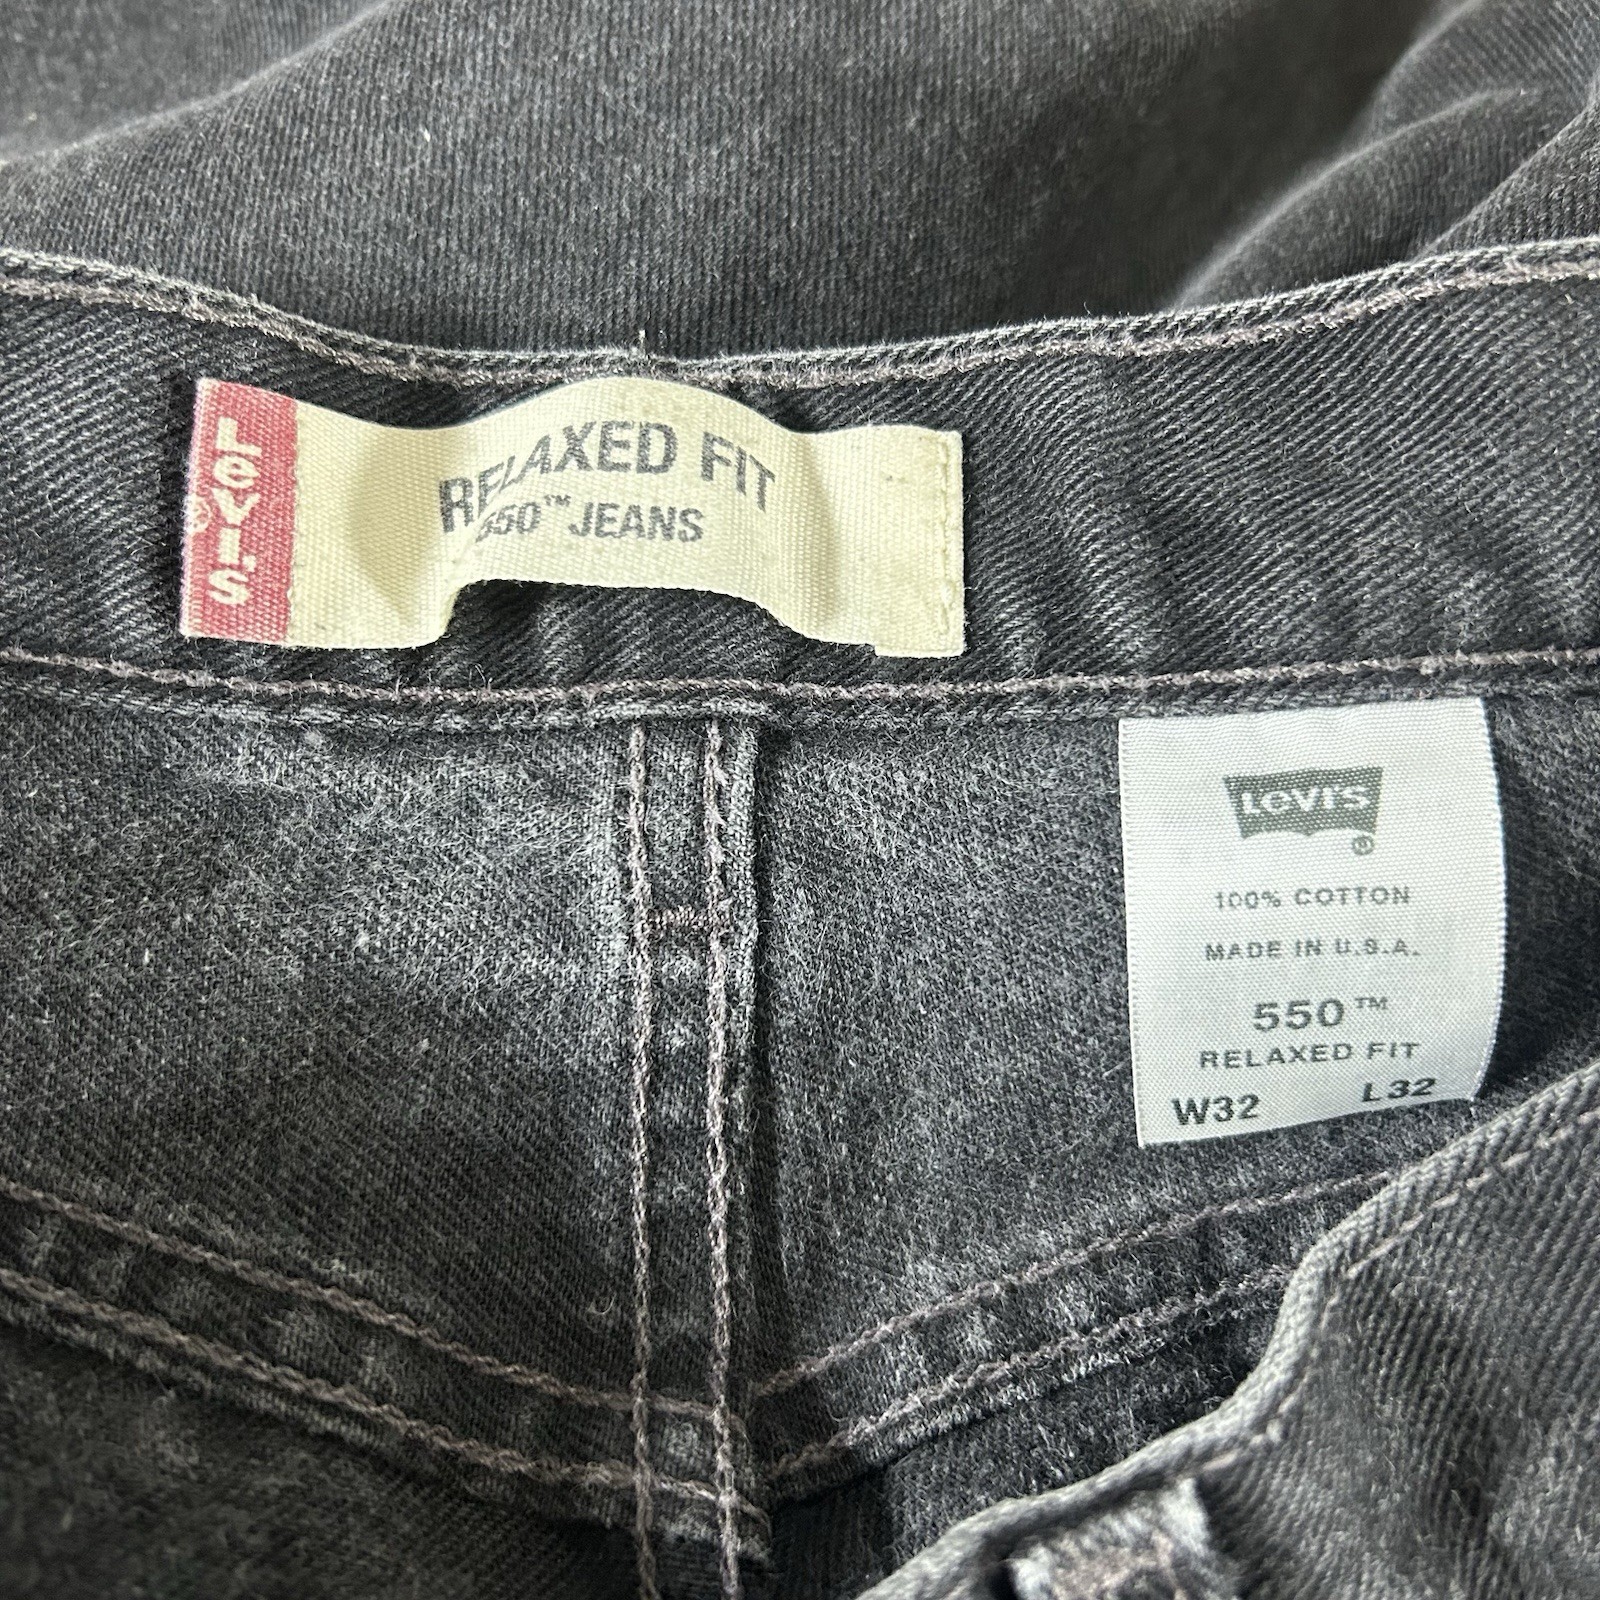 LEVI'S
®
RELAXED FIT
550™ JEANS
LEVI'S
®
100% COTTON
MADE IN U.S.A.
550™
RELAXED FIT
W32 L32